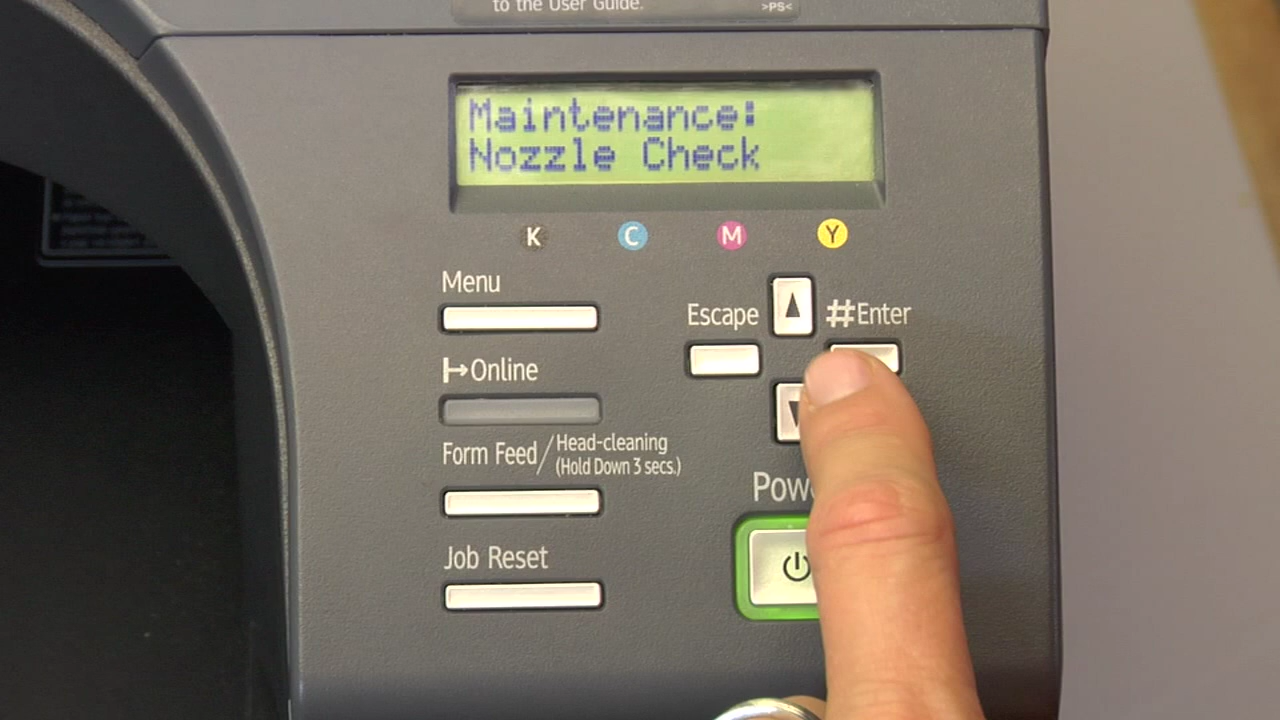 to the User Guide.
>PS<
Maintenance:
Nozzle Check
K C M Y
Menu
Escape
#Enter
Online
Form Feed/Head-cleaning
(Hold Down 3 secs.)
Job Reset